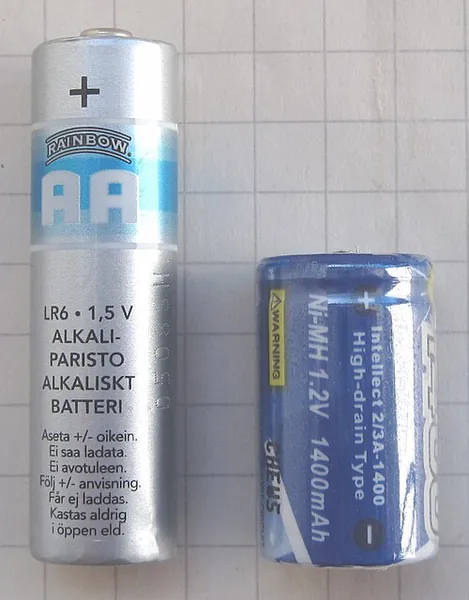 +
RAINBOW
AA
LR6 • 1,5 V
ALKALI-
PARISTO
ALKALISKT
BATTERI
Aseta +/- oikein.
Ei saa ladata.
Ei avotuleen.
Följ +/- anvisning.
Får ej laddas.
Kastas aldrig
i öppen eld.
+
Intellect 2/3A-1400
High-drain Type
-
Ni-MH 1.2V 1400mAh
WARNING